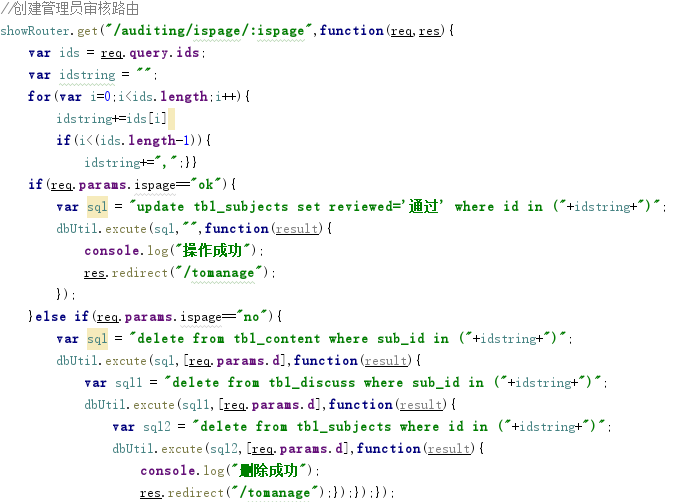 //创建管理员审核路由
showRouter.get("/auditing/ispage/:ispage",function(req,res){
var ids = req.query.ids;
var idstring = "";
for(var i=0;i<ids.length;i++){
idstring+=ids[i]
if(i<(ids.length-1)){
idstring+=",";}}
if(req.params.ispage=="ok"){
var sql = "update tbl_subjects set reviewed='通过' where id in ("+idstring+")";
dbUtil.excute(sql,"",function(result){
console.log("操作成功");
res.redirect("/tomanage");
});
}else if(req.params.ispage=="no"){
var sql = "delete from tbl_content where sub_id in ("+idstring+")";
dbUtil.excute(sql,[req.params.d],function(result){
var sql1 = "delete from tbl_discuss where sub_id in ("+idstring+")";
dbUtil.excute(sql1,[req.params.d],function(result){
var sql2 = "delete from tbl_subjects where id in ("+idstring+")";
dbUtil.excute(sql2,[req.params.d],function(result){
console.log("删除成功");
res.redirect("/tomanage");});});});